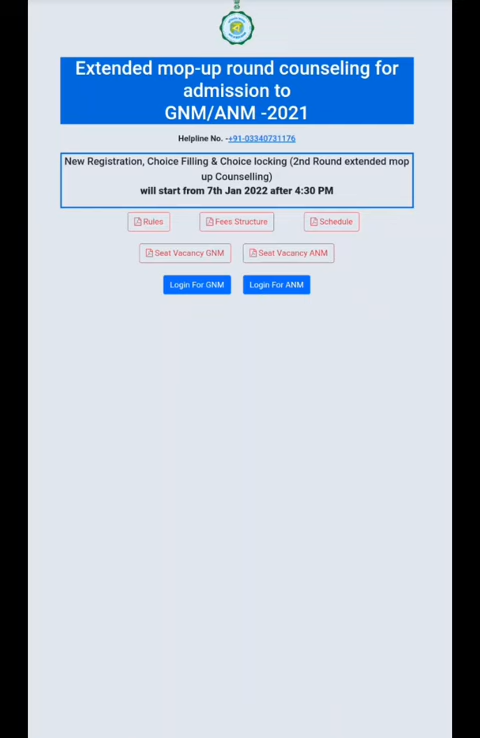 Extended mop-up round counseling for
admission to
GNM/ANM -2021
Helpline No. -+91-03340731176
New Registration, Choice Filling & Choice locking (2nd Round extended mop
up Counselling)
will start from 7th Jan 2022 after 4:30 PM
Rules Fees Structure Schedule
Seat Vacancy GNM Seat Vacancy ANM
Login For GNM Login For ANM